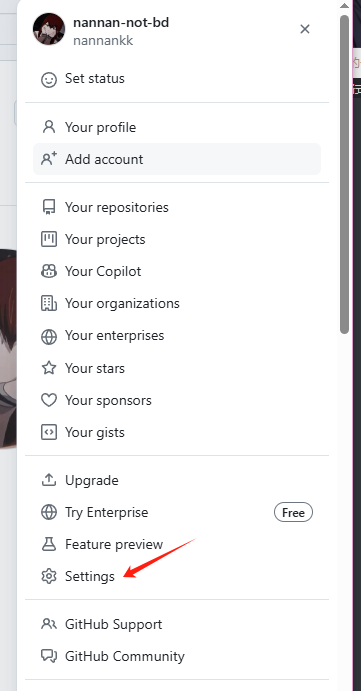 nannan-not-bd
nannankk
Set status
Your profile
Add account
Your repositories
Your projects
Your Copilot
Your organizations
Your enterprises
Your stars
Your sponsors
Your gists
Upgrade
Try Enterprise Free
Feature preview
Settings
GitHub Support
GitHub Community